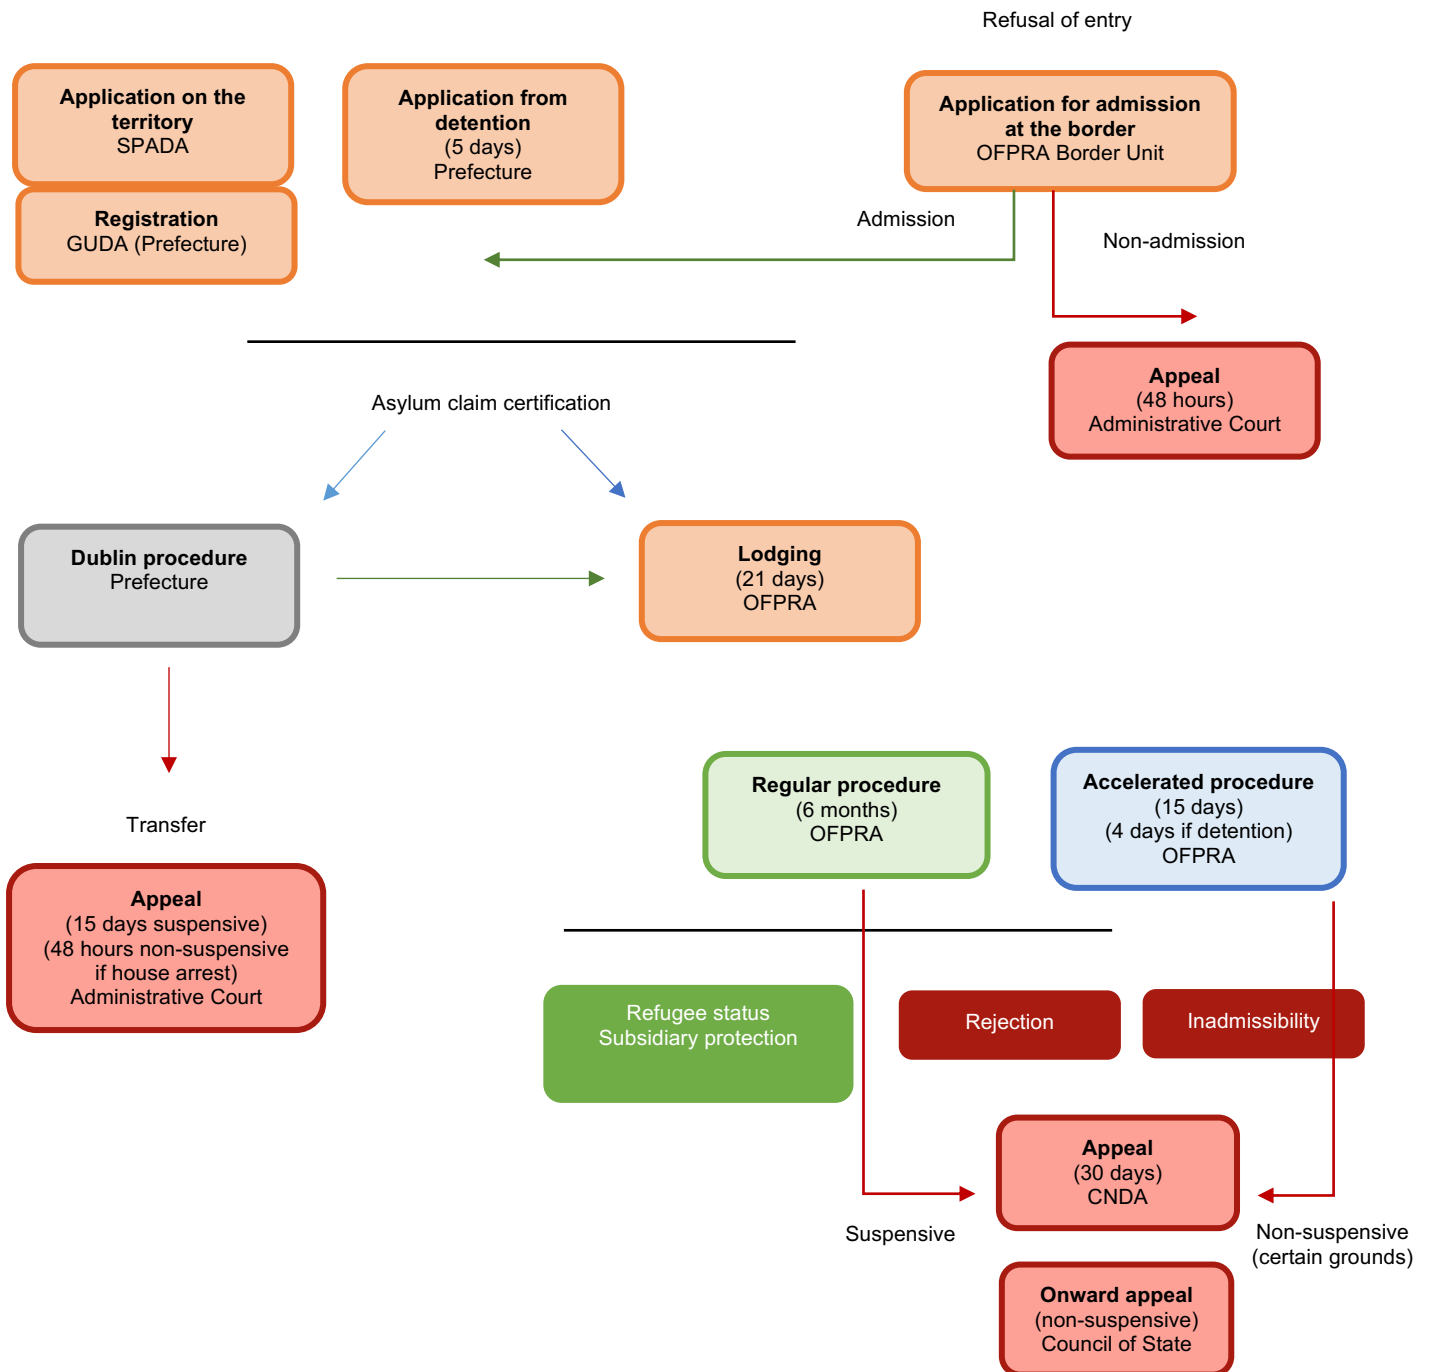 Refusal of entry
Application on the
territory
SPADA
Application from
detention
(5 days)
Prefecture
Application for admission
at the border
OFPRA Border Unit
Registration
GUDA (Prefecture)
Admission
Non-admission
Appeal
(48 hours)
Administrative Court
Asylum claim certification
Dublin procedure
Prefecture
Lodging
(21 days)
OFPRA
Transfer
Regular procedure
(6 months)
OFPRA
Accelerated procedure
(15 days)
(4 days if detention)
OFPRA
Appeal
(15 days suspensive)
(48 hours non-suspensive
if house arrest)
Administrative Court
Refugee status
Subsidiary protection
Rejection
Inadmissibility
Appeal
(30 days)
CNDA
Suspensive
Non-suspensive
(certain grounds)
Onward appeal
(non-suspensive)
Council of State